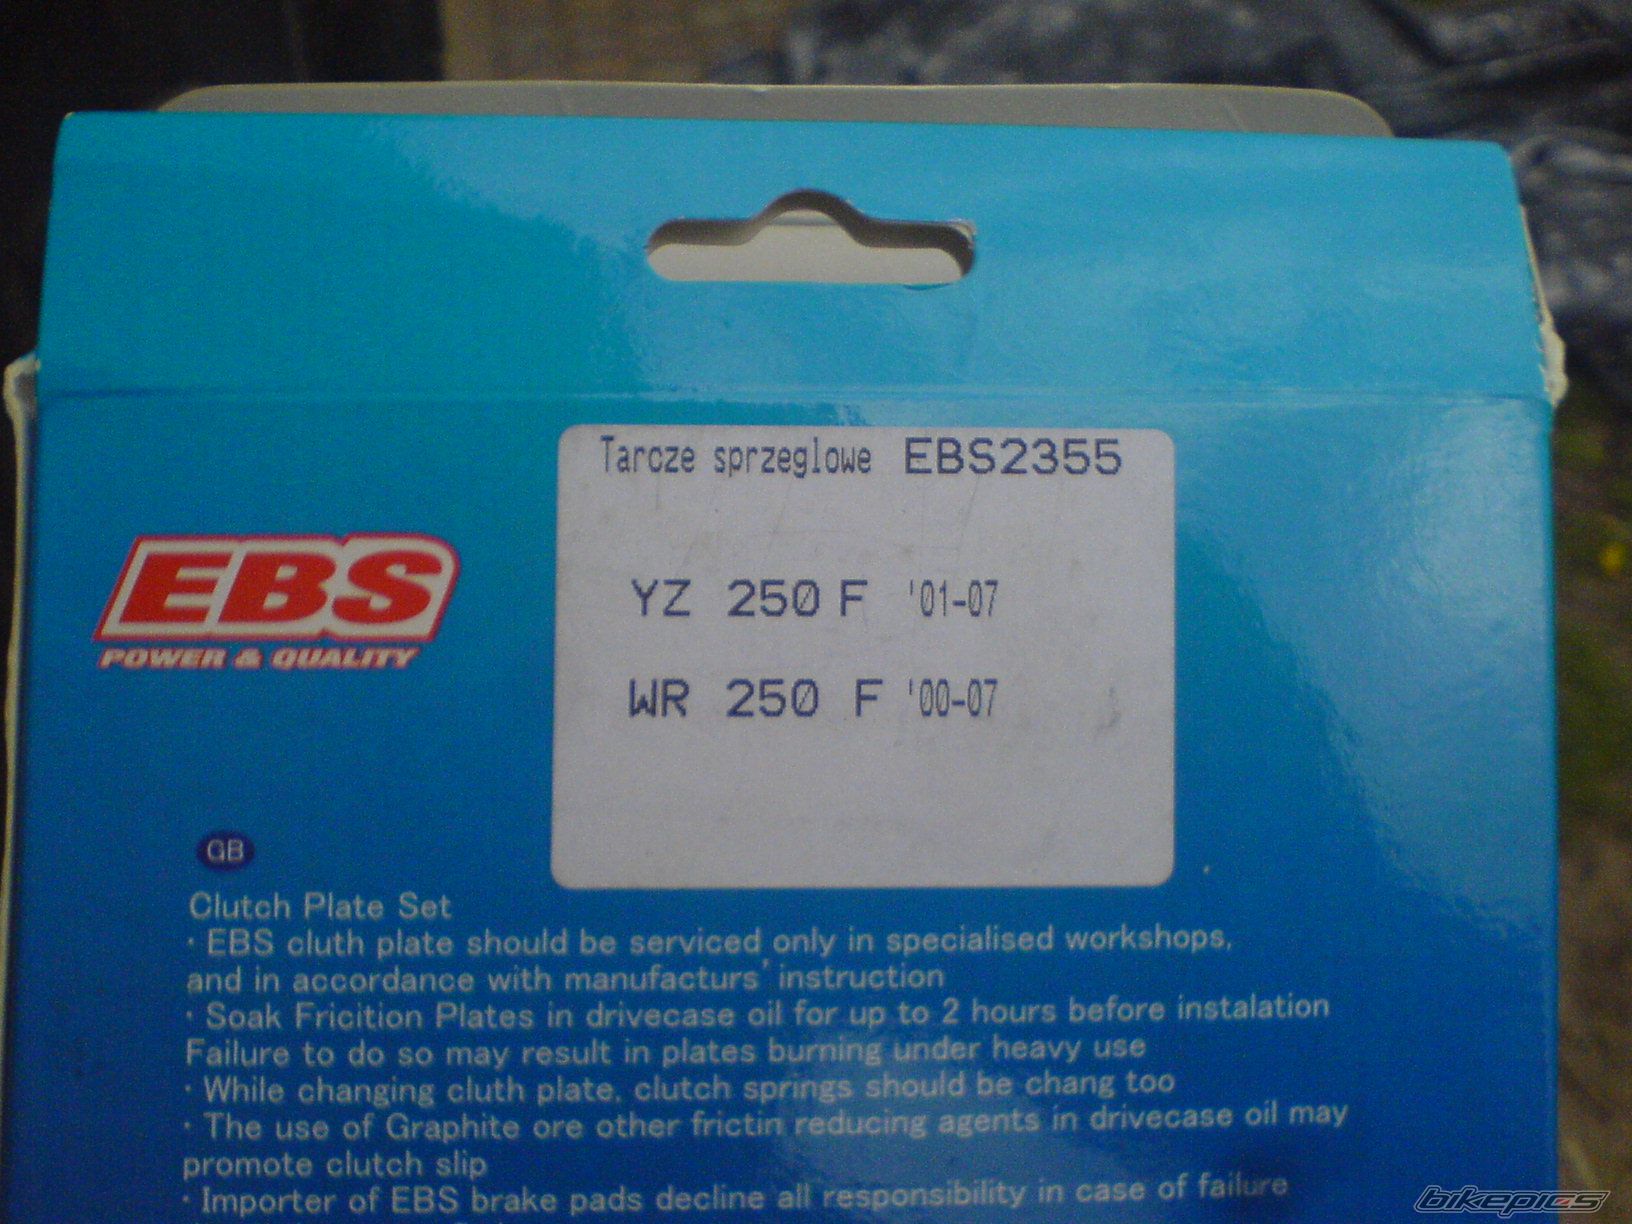 Tarcze sprzeglowe EBS2355
YZ 250 F '01-07
WR 250 F '00-07
EBS
POWER & QUALITY
GB
Clutch Plate Set
· EBS cluth plate should be serviced only in specialised workshops,
and in accordance with manufacturs' instruction
· Soak Fricition Plates in drivecase oil for up to 2 hours before instalation
Failure to do so may result in plates burning under heavy use
· While changing cluth plate, clutch springs should be chang too
· The use of Graphite ore other frictin reducing agents in drivecase oil may
promote clutch slip
· Importer of EBS brake pads decline all responsibility in case of failure
bikepics